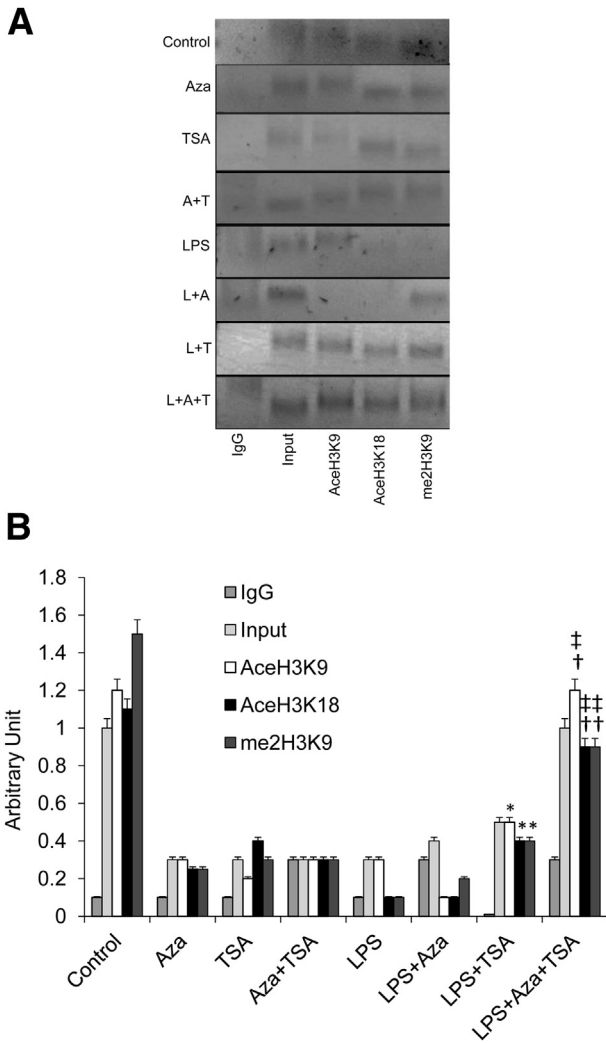 A
Control
Aza
TSA
A+T
LPS
L+A
L+T
L+A+T
IgG
Input
AceH3K9
AceH3K18
me2H3K9
B
Arbitrary Unit
1.8
1.6
1.4
1.2
1
0.8
0.6
0.4
0.2
0
IgG
Input
AceH3K9
AceH3K18
me2H3K9
‡
†
‡‡
††
*
**
Control
Aza
TSA
Aza+TSA
LPS
LPS+Aza
LPS+TSA
LPS+Aza+TSA